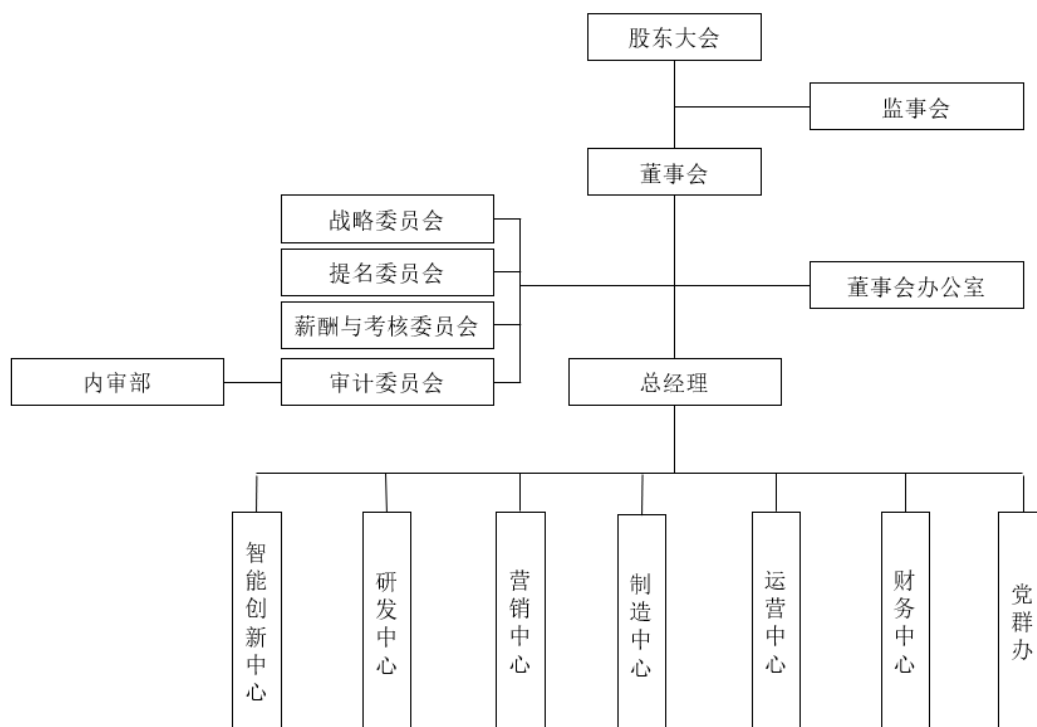 股东大会
监事会
董事会
战略委员会
提名委员会
董事会办公室
薪酬与考核委员会
内审部
审计委员会
总经理
智能创新中心
研发中心
营销中心
制造中心
运营中心
财务中心
党群办